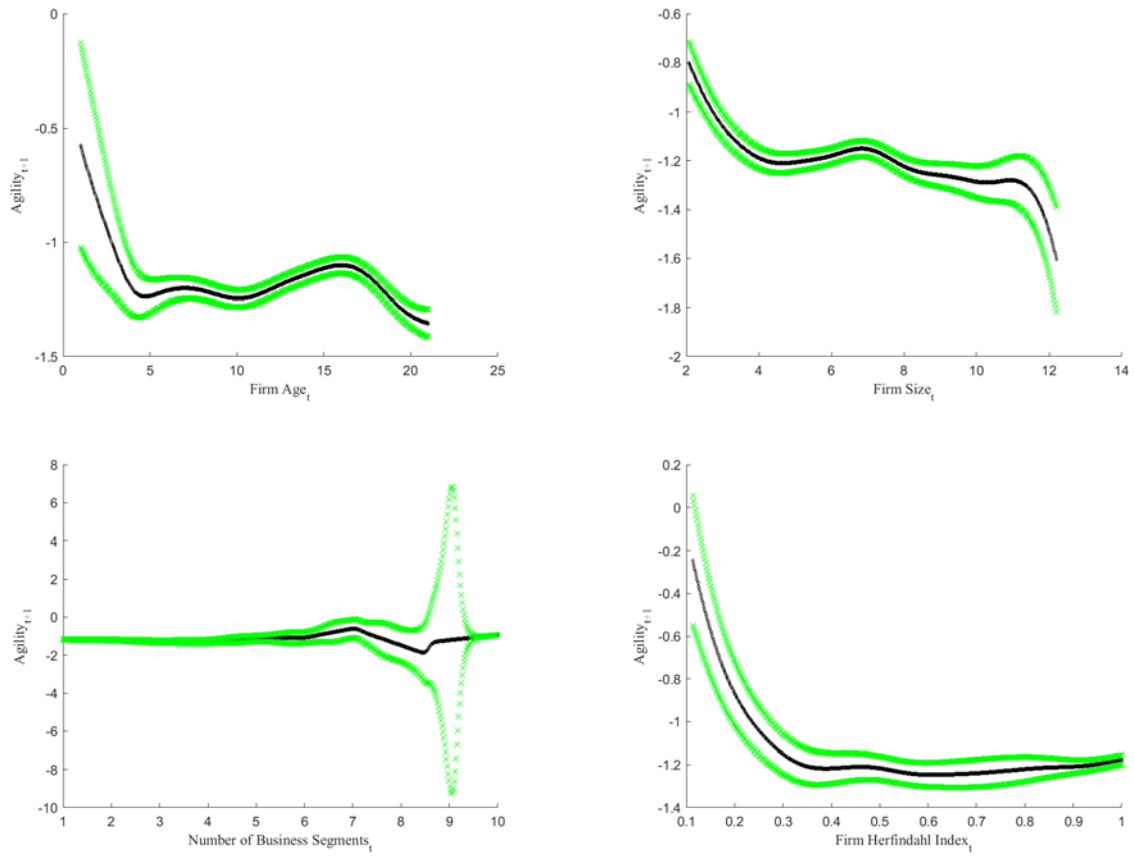 0
-0.5
-1
-1.5
0 5 10 15 20 25
Agility t+1
Firm Age t
-0.6
-0.8
-1
-1.2
-1.4
-1.6
-1.8
-2
2 4 6 8 10 12 14
Agility t+1
Firm Size t
8
6
4
2
0
-2
-4
-6
-8
-10
1 2 3 4 5 6 7 8 9 10
Agility t+1
Number of Business Segments t
0.2
0
-0.2
-0.4
-0.6
-0.8
-1
-1.2
-1.4
0.1 0.2 0.3 0.4 0.5 0.6 0.7 0.8 0.9 1
Agility t+1
Firm Herfindahl Index t